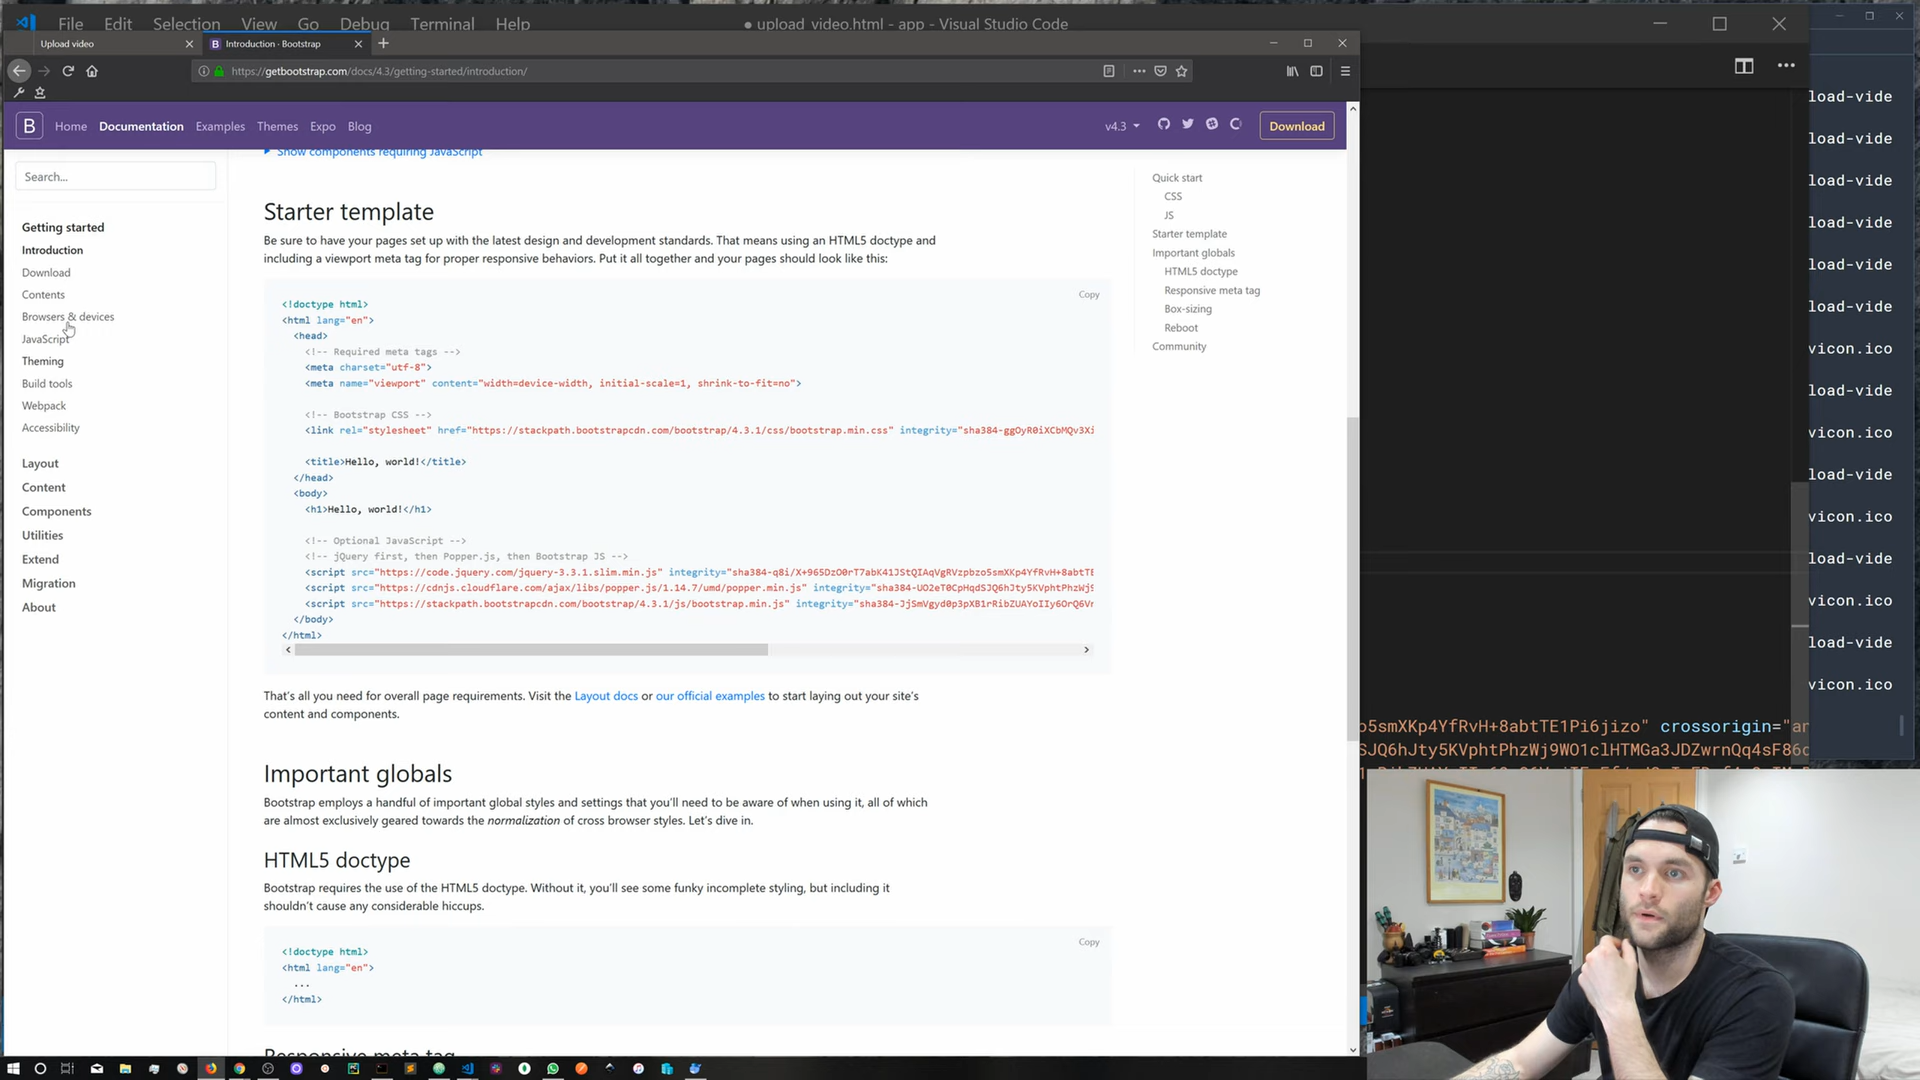 File Edit Selection View Go Debug Terminal Help
● upload_video.html - app - Visual Studio Code
Upload video
Introduction · Bootstrap
https://getbootstrap.com/docs/4.3/getting-started/introduction/
B Home Documentation Examples Themes Expo Blog
v4.3
Download
Search...
Getting started
Introduction
Download
Contents
Browsers & devices
JavaScript
Theming
Build tools
Webpack
Accessibility
Layout
Content
Components
Utilities
Extend
Migration
About
Show components requiring JavaScript
Starter template
Be sure to have your pages set up with the latest design and development standards. That means using an HTML5 doctype and
including a viewport meta tag for proper responsive behaviors. Put it all together and your pages should look like this:
Copy
<!doctype html>
<html lang="en">
<head>
<!-- Required meta tags -->
<meta charset="utf-8">
<meta name="viewport" content="width=device-width, initial-scale=1, shrink-to-fit=no">
<!-- Bootstrap CSS -->
<link rel="stylesheet" href="https://stackpath.bootstrapcdn.com/bootstrap/4.3.1/css/bootstrap.min.css" integrity="sha384-ggOyR0iXCbMQv3Xi
<title>Hello, world!</title>
</head>
<body>
<h1>Hello, world!</h1>
<!-- Optional JavaScript -->
<!-- jQuery first, then Popper.js, then Bootstrap JS -->
<script src="https://code.jquery.com/jquery-3.3.1.slim.min.js" integrity="sha384-q8i/X+965DzO0rT7abK41JStQIAqVgRVzpbzo5smXKp4YfRvH+8abtTE
<script src="https://cdnjs.cloudflare.com/ajax/libs/popper.js/1.14.7/umd/popper.min.js" integrity="sha384-UO2eT0CpHqdSJQ6hJty5KVphtPhzWj9
<script src="https://stackpath.bootstrapcdn.com/bootstrap/4.3.1/js/bootstrap.min.js" integrity="sha384-JjSmVgyd0p3pXB1rRibZUAYoIIy6OrQ6Vr
</body>
</html>
That's all you need for overall page requirements. Visit the Layout docs or our official examples to start laying out your site's
content and components.
Important globals
Bootstrap employs a handful of important global styles and settings that you'll need to be aware of when using it, all of which
are almost exclusively geared towards the normalization of cross browser styles. Let's dive in.
HTML5 doctype
Bootstrap requires the use of the HTML5 doctype. Without it, you'll see some funky incomplete styling, but including it
shouldn't cause any considerable hiccups.
Copy
<!doctype html>
<html lang="en">
...
</html>
Responsive meta tag
Quick start
CSS
JS
Starter template
Important globals
HTML5 doctype
Responsive meta tag
Box-sizing
Reboot
Community
load-vide
load-vide
load-vide
load-vide
load-vide
load-vide
vicon.ico
load-vide
vicon.ico
load-vide
vicon.ico
load-vide
vicon.ico
load-vide
vicon.ico
o5smXKp4YfRvH+8abtTE1Pi6jizo" crossorigin="an
SJQ6hJty5KVphtPhzWj9WO1clHTMGa3JDZwrnQq4sF86d